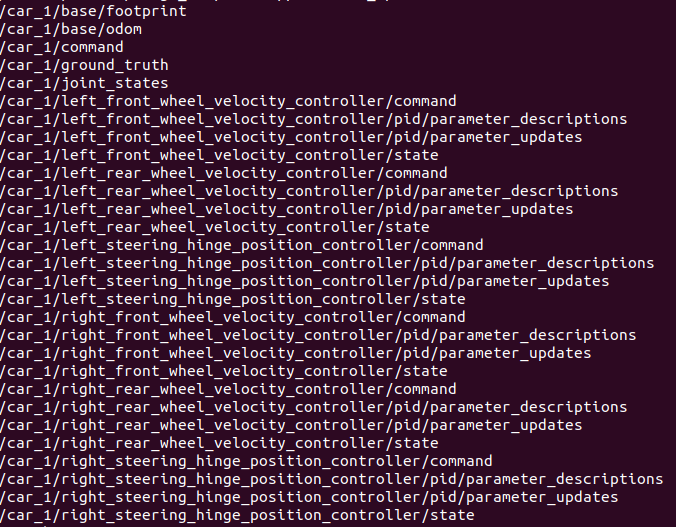 /car_1/base/footprint
/car_1/base/odom
/car_1/command
/car_1/ground_truth
/car_1/joint_states
/car_1/left_front_wheel_velocity_controller/command
/car_1/left_front_wheel_velocity_controller/pid/parameter_descriptions
/car_1/left_front_wheel_velocity_controller/pid/parameter_updates
/car_1/left_front_wheel_velocity_controller/state
/car_1/left_rear_wheel_velocity_controller/command
/car_1/left_rear_wheel_velocity_controller/pid/parameter_descriptions
/car_1/left_rear_wheel_velocity_controller/pid/parameter_updates
/car_1/left_rear_wheel_velocity_controller/state
/car_1/left_steering_hinge_position_controller/command
/car_1/left_steering_hinge_position_controller/pid/parameter_descriptions
/car_1/left_steering_hinge_position_controller/pid/parameter_updates
/car_1/left_steering_hinge_position_controller/state
/car_1/right_front_wheel_velocity_controller/command
/car_1/right_front_wheel_velocity_controller/pid/parameter_descriptions
/car_1/right_front_wheel_velocity_controller/pid/parameter_updates
/car_1/right_front_wheel_velocity_controller/state
/car_1/right_rear_wheel_velocity_controller/command
/car_1/right_rear_wheel_velocity_controller/pid/parameter_descriptions
/car_1/right_rear_wheel_velocity_controller/pid/parameter_updates
/car_1/right_rear_wheel_velocity_controller/state
/car_1/right_steering_hinge_position_controller/command
/car_1/right_steering_hinge_position_controller/pid/parameter_descriptions
/car_1/right_steering_hinge_position_controller/pid/parameter_updates
/car_1/right_steering_hinge_position_controller/state